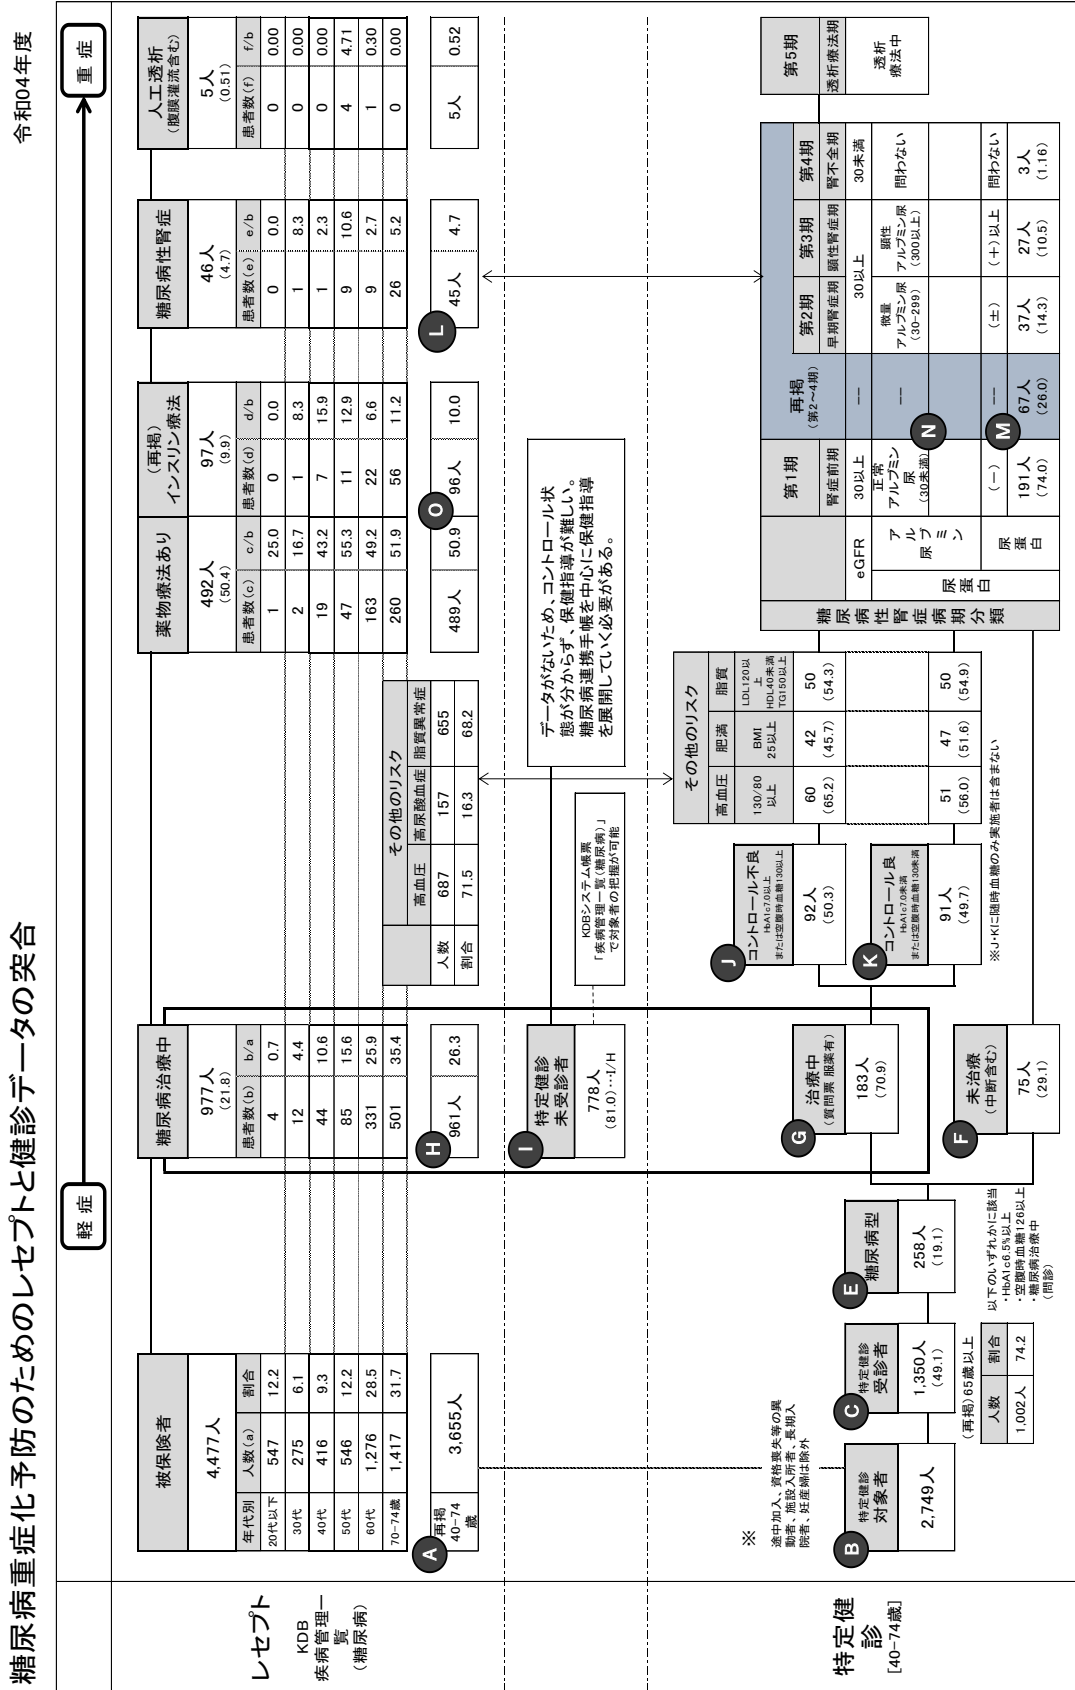 糖尿病重症化予防のためのレセプトと健診データの突合
令和04年度
軽症
重症
レセプト
KDB
疾病管理一
覧
(糖尿病)
被保険者
4,477人
年代別 人数(a) 割合
20代以下 547 12.2
30代 275 6.1
40代 416 9.3
50代 546 12.2
60代 1,276 28.5
70-74歳 1,417 31.7
A
再掲
40-74
歳
3,655人
糖尿病治療中
977人
(21.8)
患者数(b) b/a
4 0.7
12 4.4
44 10.6
85 15.6
331 25.9
501 35.4
H
961人 26.3
その他のリスク
高血圧 高尿酸血症 脂質異常症
人数 687 157 655
割合 71.5 16.3 68.2
薬物療法あり
492人
(50.4)
患者数(c) c/b
1 25.0
2 16.7
19 43.2
47 55.3
163 49.2
260 51.9
489人 50.9
(再掲)
インスリン療法
97人
(9.9)
患者数(d) d/b
0 0.0
1 8.3
7 15.9
11 12.9
22 6.6
56 11.2
O
96人 10.0
糖尿病性腎症
46人
(4.7)
患者数(e) e/b
0 0.0
1 8.3
1 2.3
9 10.6
9 2.7
26 5.2
L
45人 4.7
人工透析
(腹膜灌流含む)
5人
(0.51)
患者数(f) f/b
0 0.00
0 0.00
0 0.00
4 4.71
1 0.30
0 0.00
5人 0.52
I
特定健診
未受診者
778人
(81.0)…I/H
KDBシステム帳票
「疾病管理一覧(糖尿病)」
で対象者の把握が可能
データがないため、コントロール状
態が分からず、保健指導が難しい。
糖尿病連携手帳を中心に保健指導
を展開していく必要がある。
特定健
診
[40-74歳]
※
途中加入、資格喪失等の異
動者、施設入所者、長期入
院者、妊産婦は除外
B
特定健診
対象者
2,749人
C
特定健診
受診者
1,350人
(49.1)
(再掲)65歳以上
人数 割合
1,002人 74.2
E
糖尿病型
258人
(19.1)
以下のいずれかに該当
・HbA1c6.5%以上
・空腹時血糖126以上
・糖尿病治療中
(問診)
G
治療中
(質問票 服薬有)
183人
(70.9)
F
未治療
(中断含む)
75人
(29.1)
J
コントロール不良
HbA1c7.0以上
または空腹時血糖130以上
92人
(50.3)
K
コントロール良
HbA1c7.0未満
または空腹時血糖130未満
91人
(49.7)
※J・Kに随時血糖のみ実施者は含まない
その他のリスク
高血圧 肥満 脂質
130/80
以上
BMI
25以上
LDL120以
上
HDL40未満
TG150以上
60
(65.2)
42
(45.7)
50
(54.3)
51
(56.0)
47
(51.6)
50
(54.9)
糖尿病性腎症病期分類
eGFR
尿蛋白
尿アルブミン
尿蛋白
第1期
腎症前期
30以上
正常
アルブミン
尿
(30未満)
(－)
191人
(74.0)
再掲
(第2～4期)
--
--
N
M
--
67人
(26.0)
第2期 第3期 第4期
早期腎症期 顕性腎症期 腎不全期
30以上 30未満
微量
アルブミン尿
(30-299)
顕性
アルブミン尿
(300以上)
問わない
(±) (＋)以上 問わない
37人
(14.3)
27人
(10.5)
3人
(1.16)
第5期
透析療法期
透析
療法中